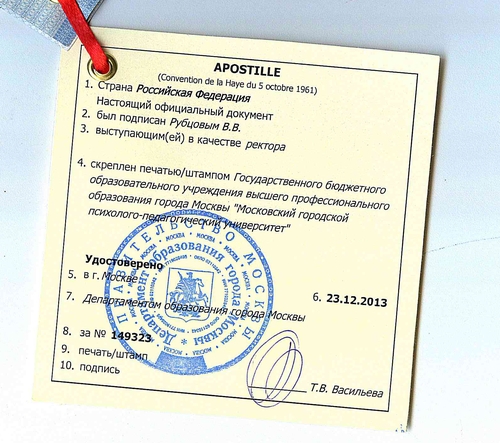 APOSTILLE
(Convention de la Haye du 5 octobre 1961)
1. Страна Российская Федерация
Настоящий официальный документ
2. был подписан Рубцовым В.В.
3. выступающим(ей) в качестве ректора
4. скреплен печатью/штампом Государственного бюджетного
образовательного учреждения высшего профессионального
образования города Москвы "Московский городской
психолого-педагогический университет"
Удостоверено
5. в г. Москве
6. 23.12.2013
7. Департаментом образования города Москвы
8. за № 149323
9. печать/штамп
10. подпись
Т.В. Васильева
ПРАВИТЕЛЬСТВО МОСКВЫ
Департамент образования города Москвы